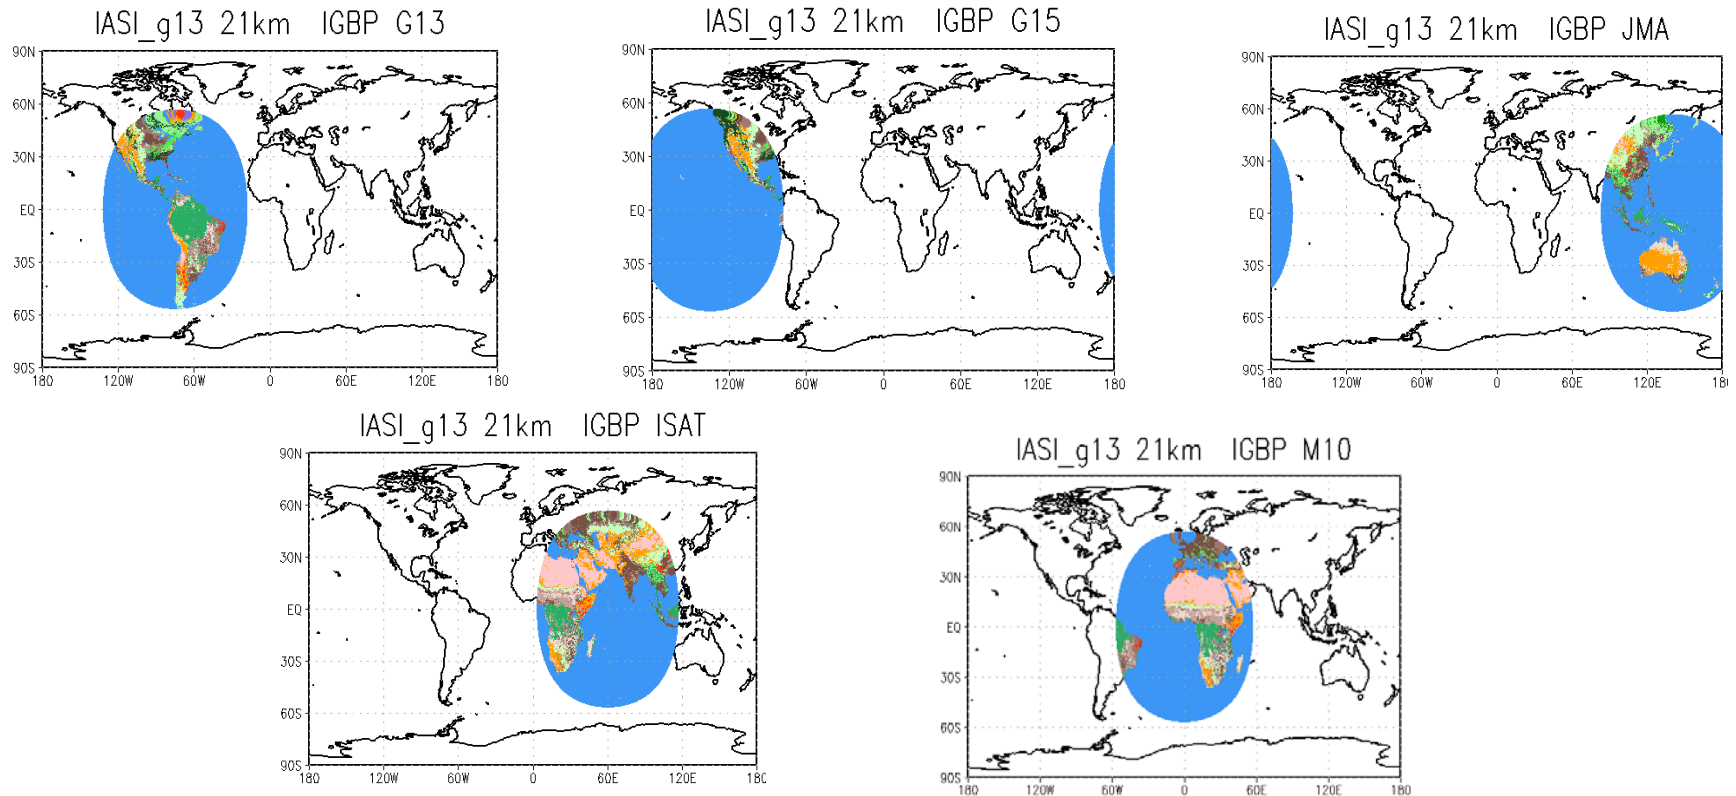 IASI_g13 21km IGBP G13
90N
60N
30N
EQ
30S
60S
90S
180 120W 60W 0 60E 120E 180
IASI_g13 21km IGBP G15
90N
60N
30N
EQ
30S
60S
90S
180 120W 60W 0 60E 120E 180
IASI_g13 21km IGBP JMA
90N
60N
30N
EQ
30S
60S
90S
180 120W 60W 0 60E 120E 180
IASI_g13 21km IGBP ISAT
90N
60N
30N
EQ
30S
60S
90S
180 120W 60W 0 60E 120E 180
IASI_g13 21km IGBP M10
90N
60N
30N
EQ
30S
60S
90S
180 120W 60W 0 60E 120E 180